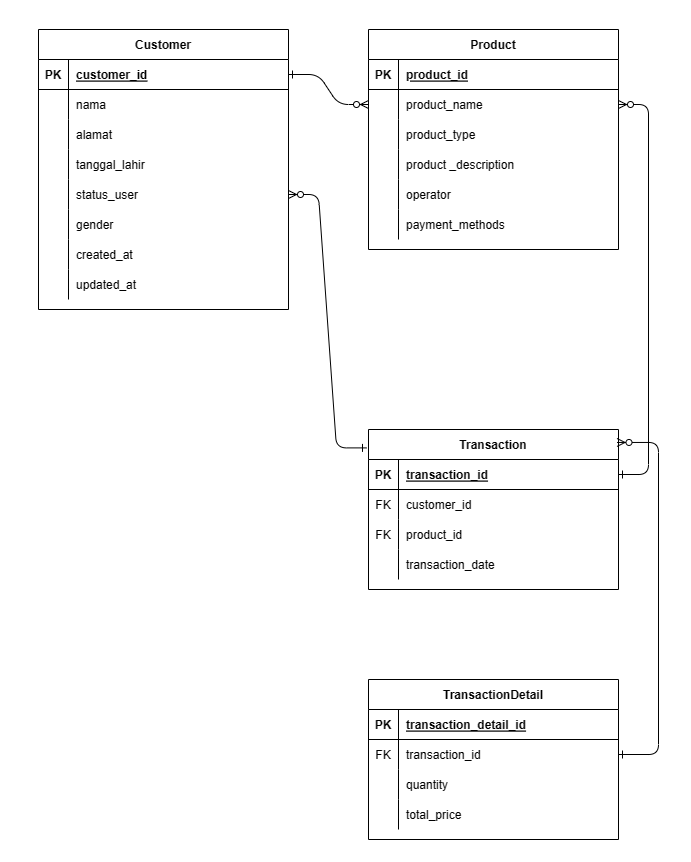 Customer
PK customer_id
nama
alamat
tanggal_lahir
status_user
gender
created_at
updated_at
Product
PK product_id
product_name
product_type
product _description
operator
payment_methods
Transaction
PK transaction_id
FK customer_id
FK product_id
transaction_date
TransactionDetail
PK transaction_detail_id
FK transaction_id
quantity
total_price